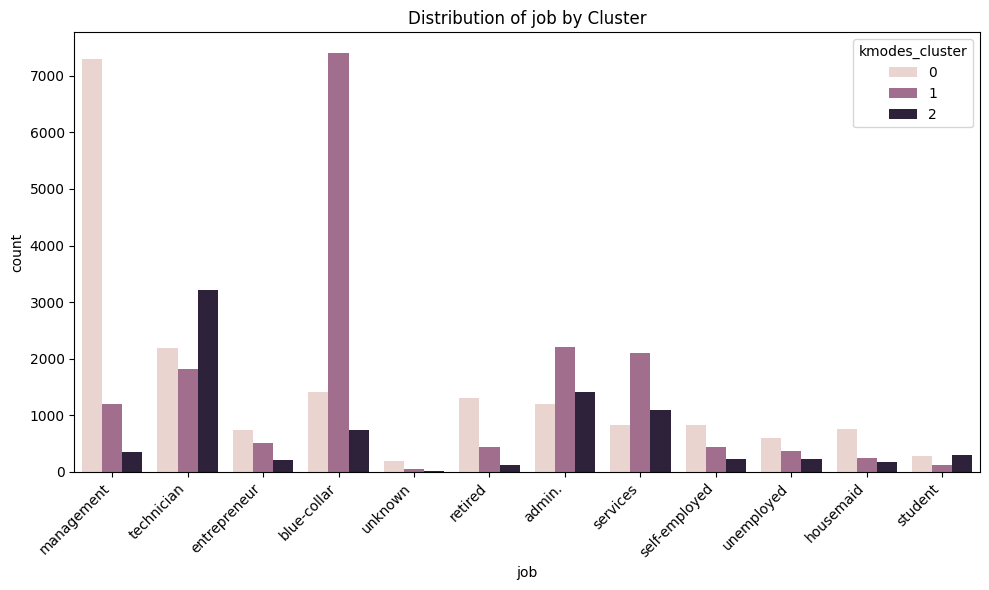 Distribution of job by Cluster
kmodes_cluster
0
1
2
7000
6000
5000
4000
3000
2000
1000
0
count
management
technician
entrepreneur
blue-collar
unknown
retired
admin.
services
self-employed
unemployed
housemaid
student
job